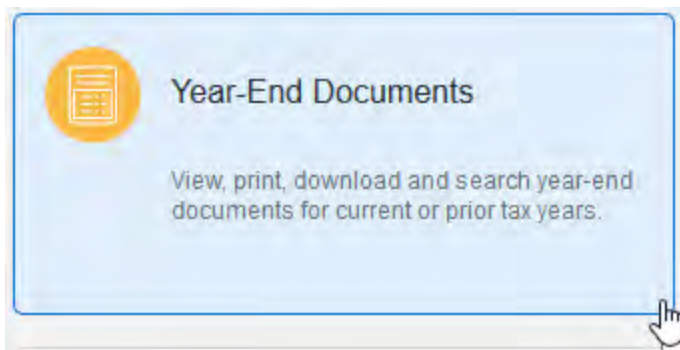 Year-End Documents
View, print, download and search year-end
documents for current or prior tax years.